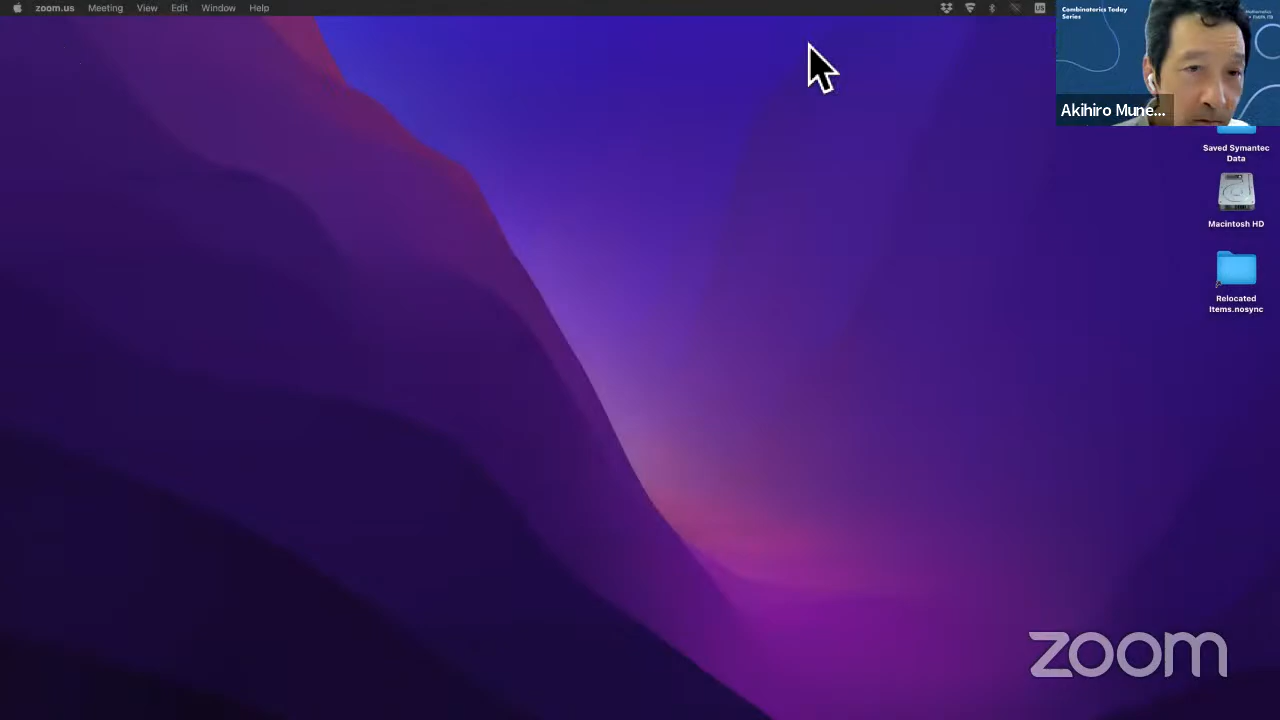 zoom.us Meeting View Edit Window Help
US
Combinatorics Today
Series
Akihiro Mune...
Saved Symantec
Data
Macintosh HD
Relocated
Items.nosync
zoom